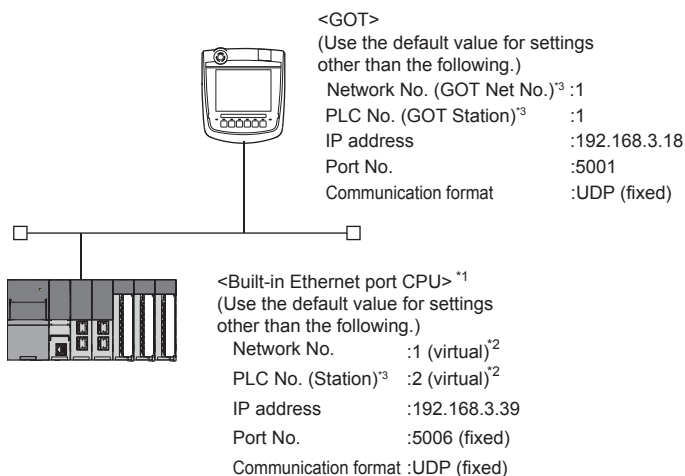 <GOT>
(Use the default value for settings
other than the following.)
Network No. (GOT Net No.)*3 :1
PLC No. (GOT Station)*3 :1
IP address :192.168.3.18
Port No. :5001
Communication format :UDP (fixed)
<Built-in Ethernet port CPU> *1
(Use the default value for settings
other than the following.)
Network No. :1 (virtual)*2
PLC No. (Station)*3 :2 (virtual)*2
IP address :192.168.3.39
Port No. :5006 (fixed)
Communication format :UDP (fixed)